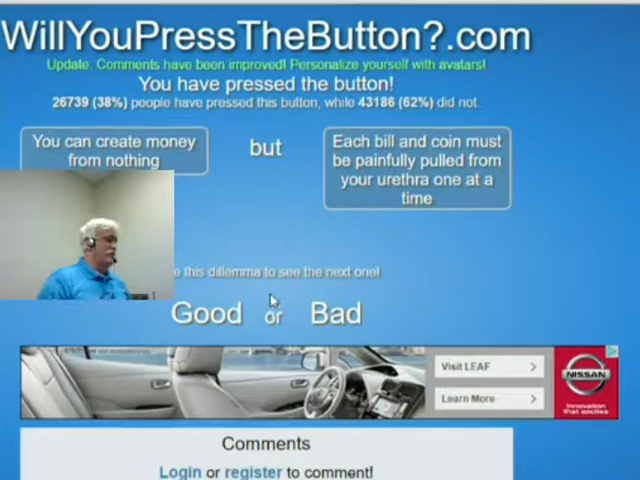 WillYouPressTheButton?.com
Update: Comments have been improved! Personalize yourself with avatars!
You have pressed the button!
26739 (38%) people have pressed this button, while 43186 (62%) did not.
You can create money
from nothing
but
Each bill and coin must
be painfully pulled from
your urethra one at a
time
this dilemma to see the next one!
Good or Bad
Visit LEAF
Learn More
NISSAN
Innovation
that excites
Comments
Login or register to comment!